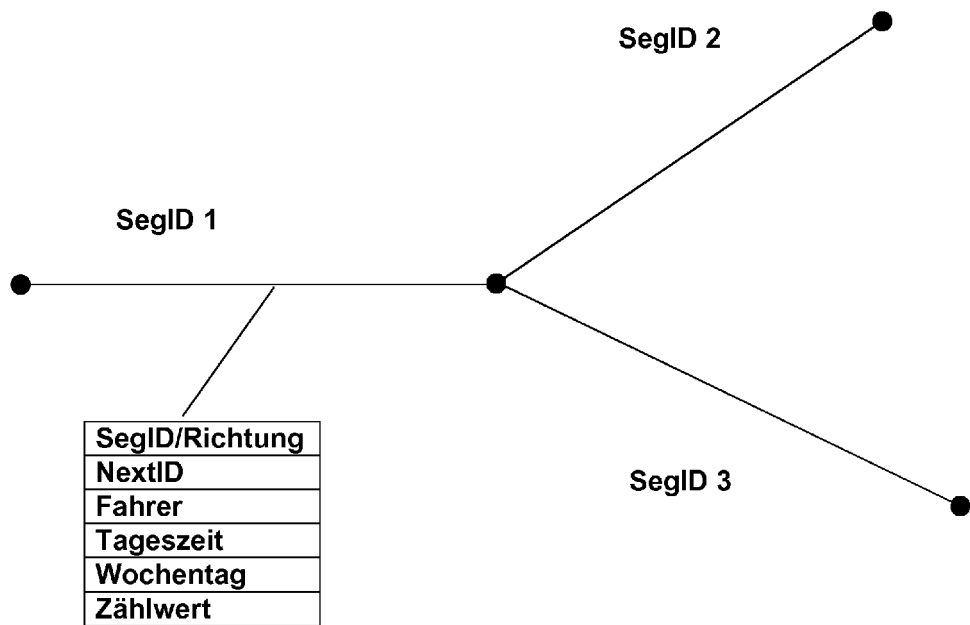 SegID 2
SegID 1
SegID/Richtung
NextID
Fahrer
Tageszeit
Wochentag
Zählwert
SegID 3